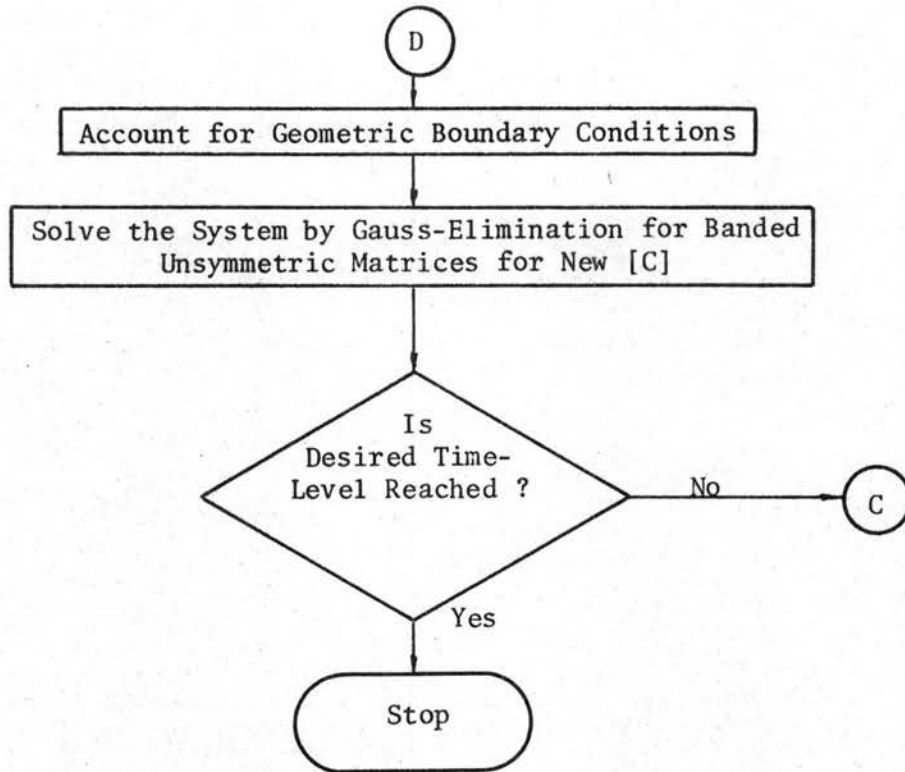 D
Account for Geometric Boundary Conditions
Solve the System by Gauss-Elimination for Banded
Unsymmetric Matrices for New [C]
Is
Desired Time-
Level Reached ?
No
C
Yes
Stop